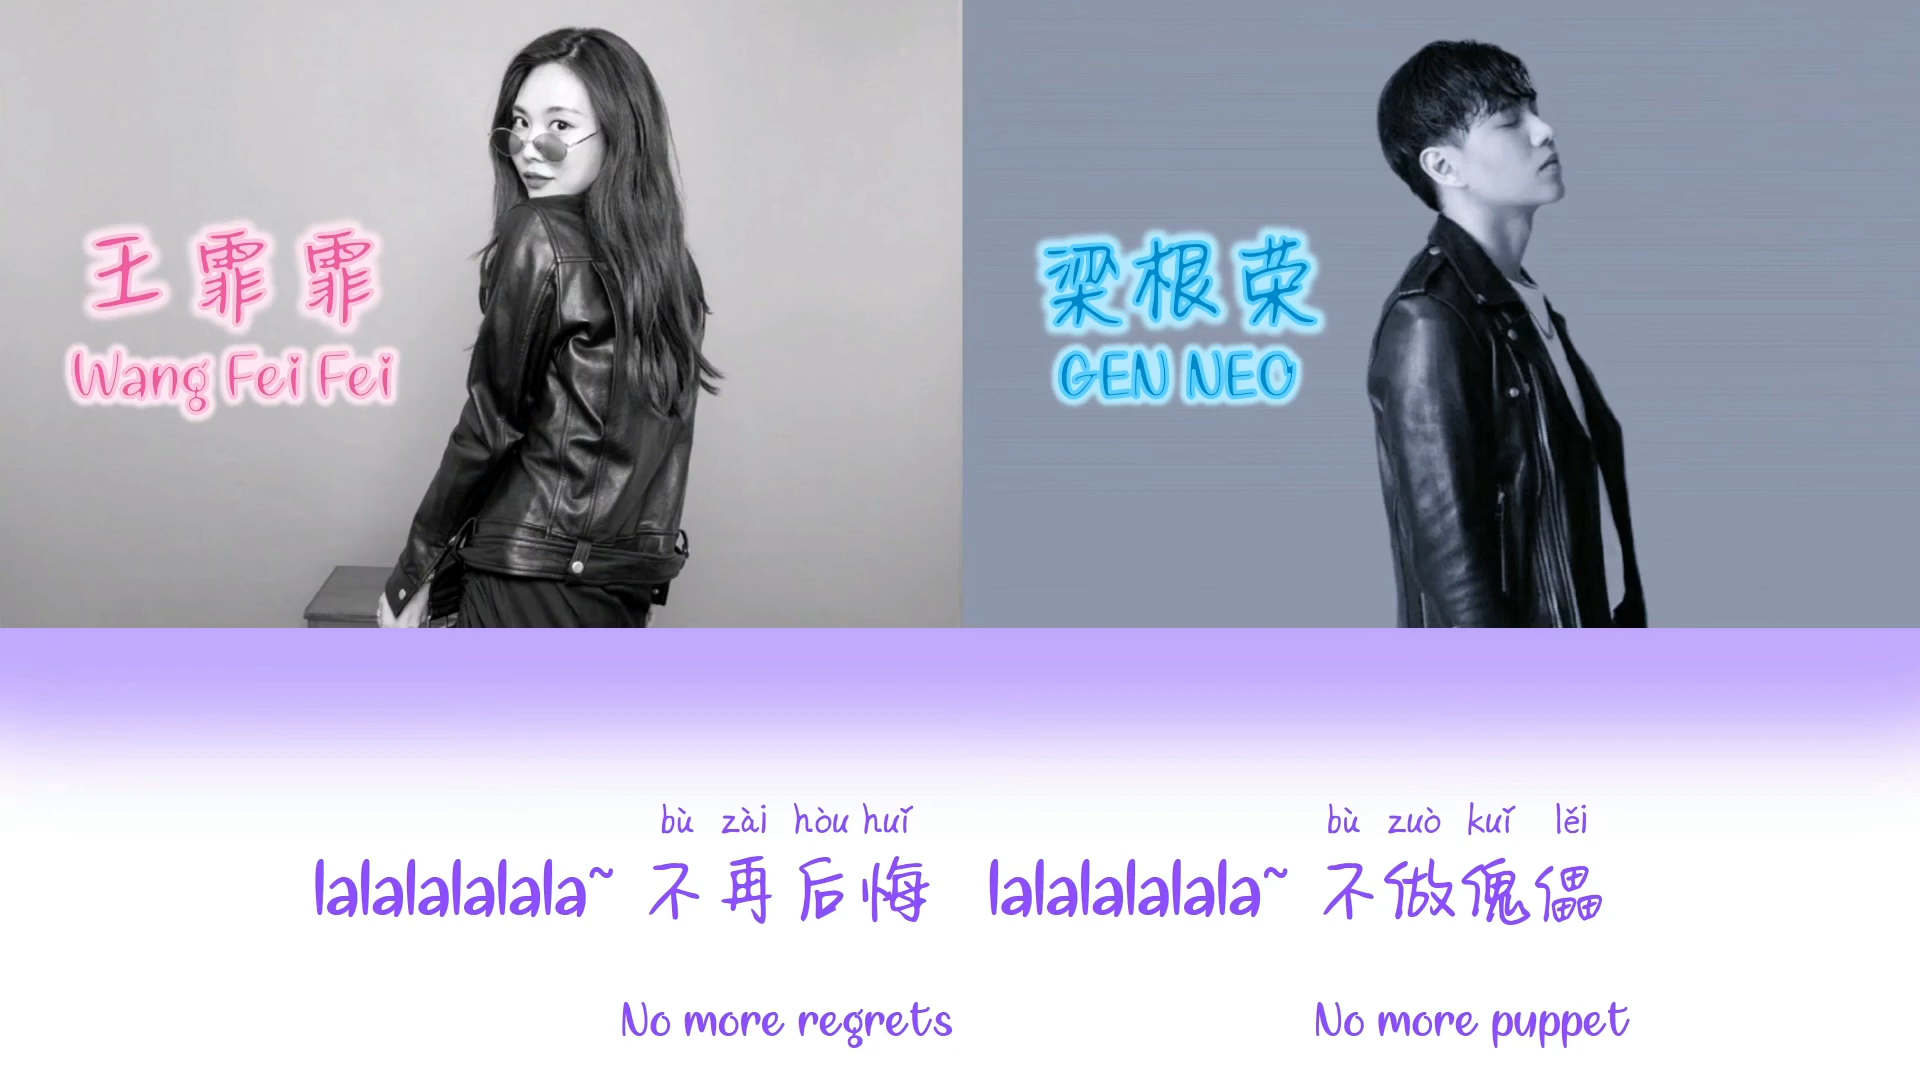 王霏霏
Wang Fei Fei
梁根荣
GEN NEO
bù zài hòu huǐ bù zuò kuǐ lěi
lalalalalala~ 不再后悔 lalalalalala~ 不做傀儡
No more regrets No more puppet